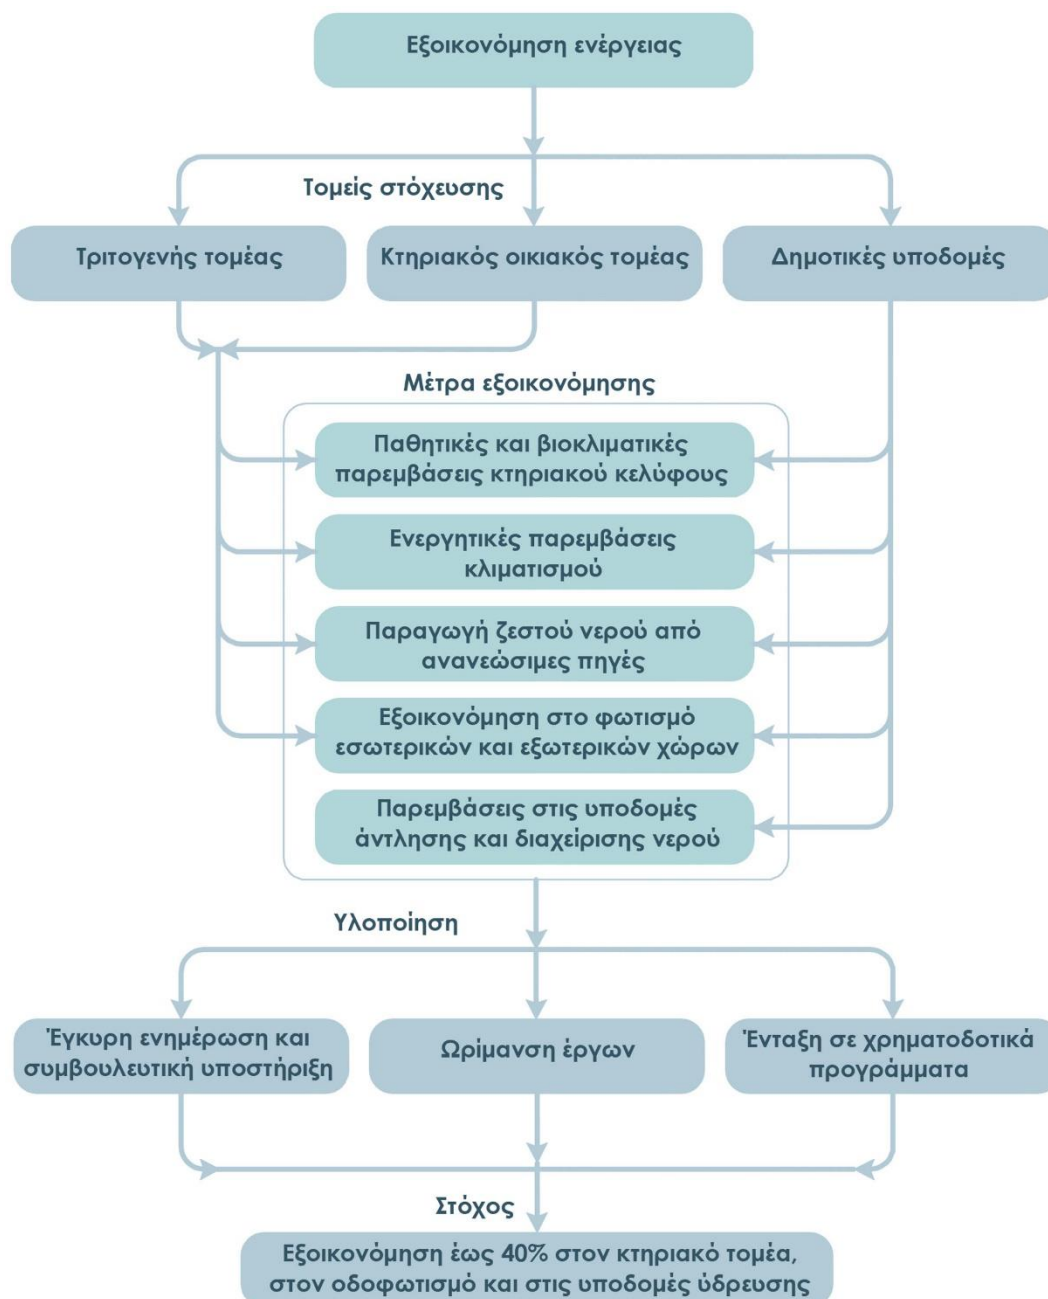 Εξοικονόμηση ενέργειας
Τομείς στόχευσης
Τριτογενής τομέας
Κτηριακός οικιακός τομέας
Δημοτικές υποδομές
Μέτρα εξοικονόμησης
Παθητικές και βιοκλιματικές
παρεμβάσεις κτηριακού κελύφους
Ενεργητικές παρεμβάσεις
κλιματισμού
Παραγωγή ζεστού νερού από
ανανεώσιμες πηγές
Εξοικονόμηση στο φωτισμό
εσωτερικών και εξωτερικών χώρων
Παρεμβάσεις στις υποδομές
άντλησης και διαχείρισης νερού
Υλοποίηση
Έγκυρη ενημέρωση και
συμβουλευτική υποστήριξη
Ωρίμανση έργων
Ένταξη σε χρηματοδοτικά
προγράμματα
Στόχος
Εξοικονόμηση έως 40% στον κτηριακό τομέα,
στον οδοφωτισμό και στις υποδομές ύδρευσης